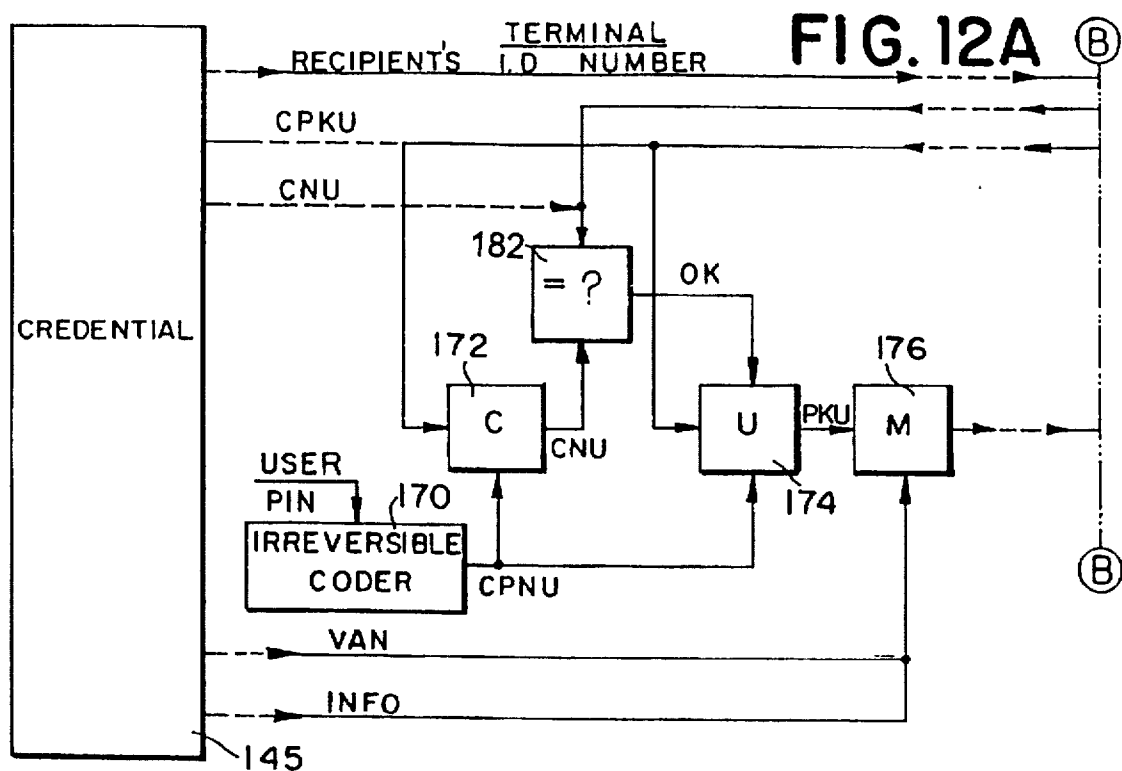 FIG. 12A
B
TERMINAL
RECIPIENT'S I.D NUMBER
CPKU
CNU
182
= ?
OK
CREDENTIAL
172
C
CNU
176
U
PKU
M
174
USER
PIN
170
IRREVERSIBLE
CODER
CPNU
B
VAN
INFO
145